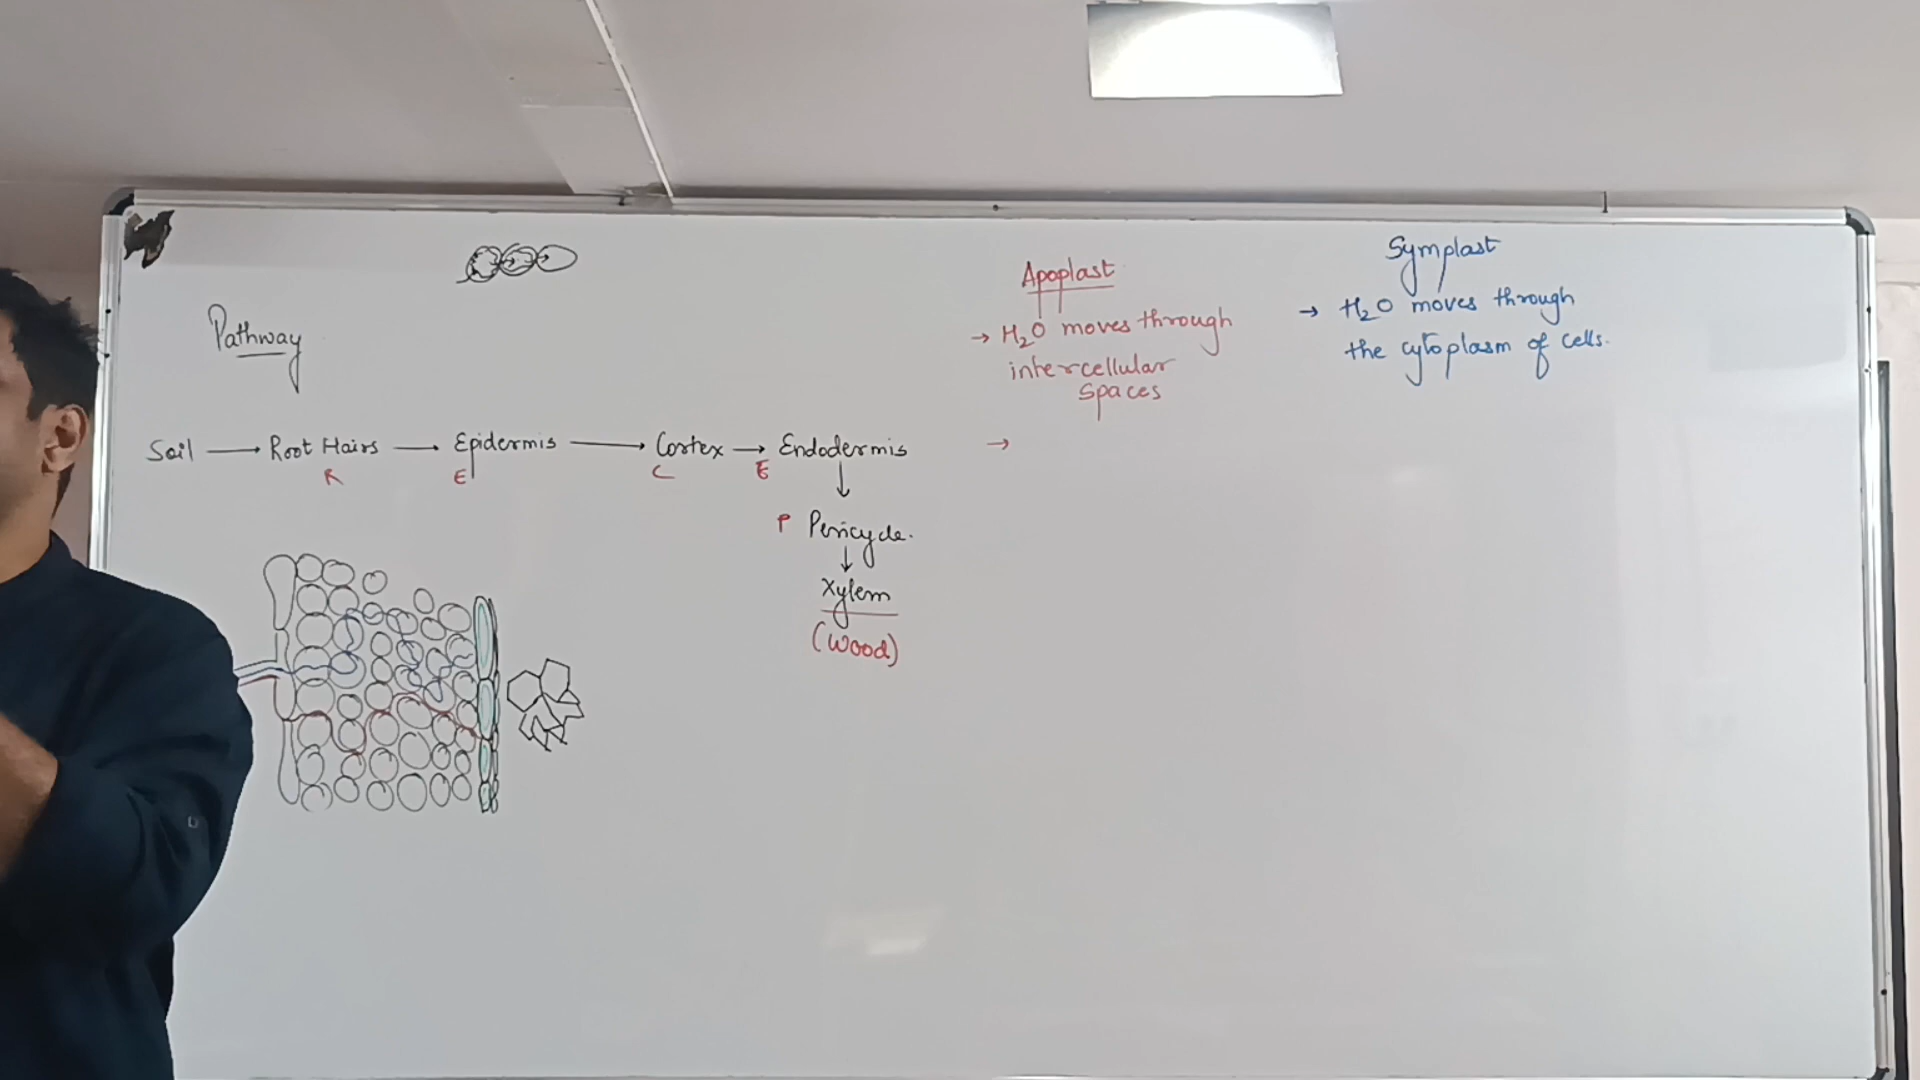 Pathway
Soil → Root Hairs → Epidermis → Cortex → Endodermis
R E C E
↓
P Pericycle.
↓
Xylem
(Wood)
Apoplast
→ H₂O moves through
intercellular
spaces
→
Symplast
→ H₂O moves through
the cytoplasm of cells.